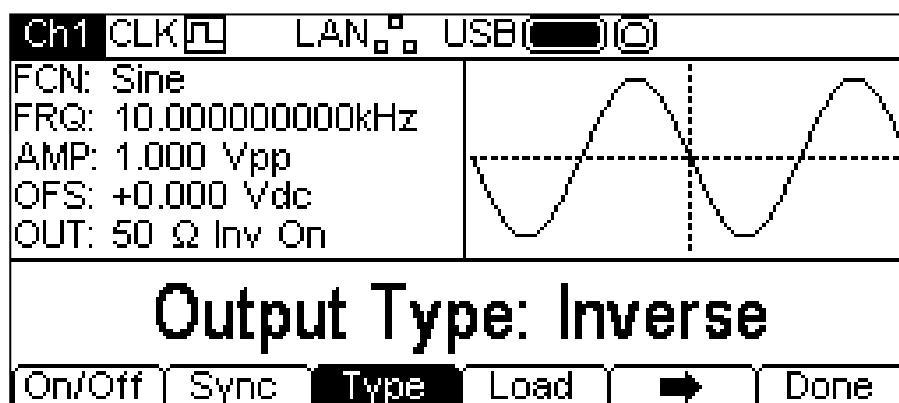 Ch1 CLK LAN USB
FCN: Sine
FRQ: 10.000000000kHz
AMP: 1.000 Vpp
OFS: +0.000 Vdc
OUT: 50 Ω Inv On
Output Type: Inverse
On/Off Sync Type Load Done